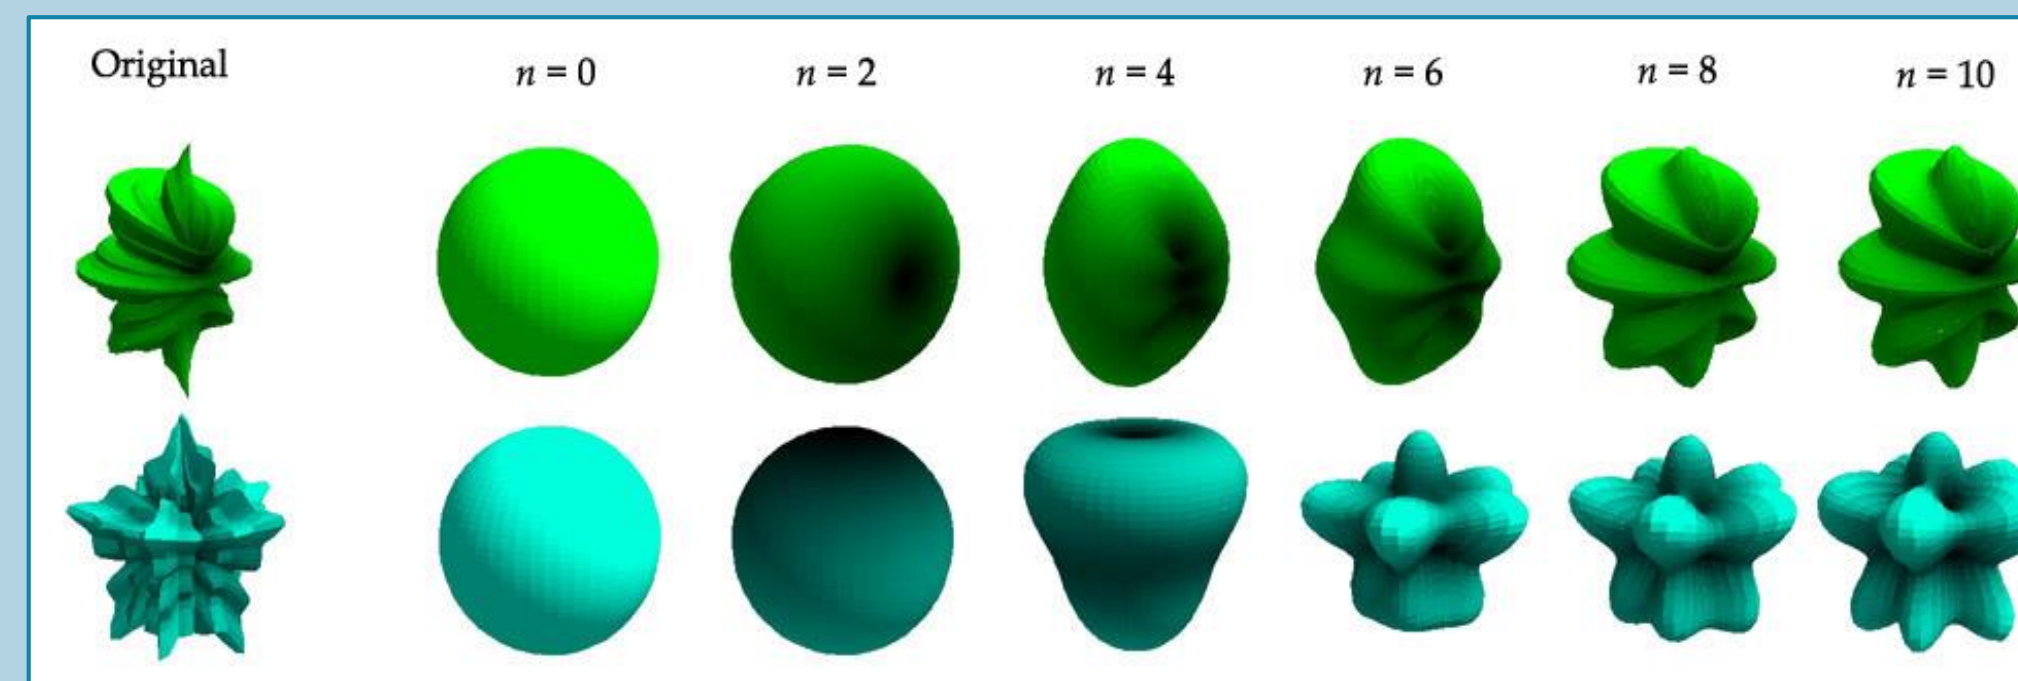 Original n = 0 n = 2 n = 4 n = 6 n = 8 n = 10